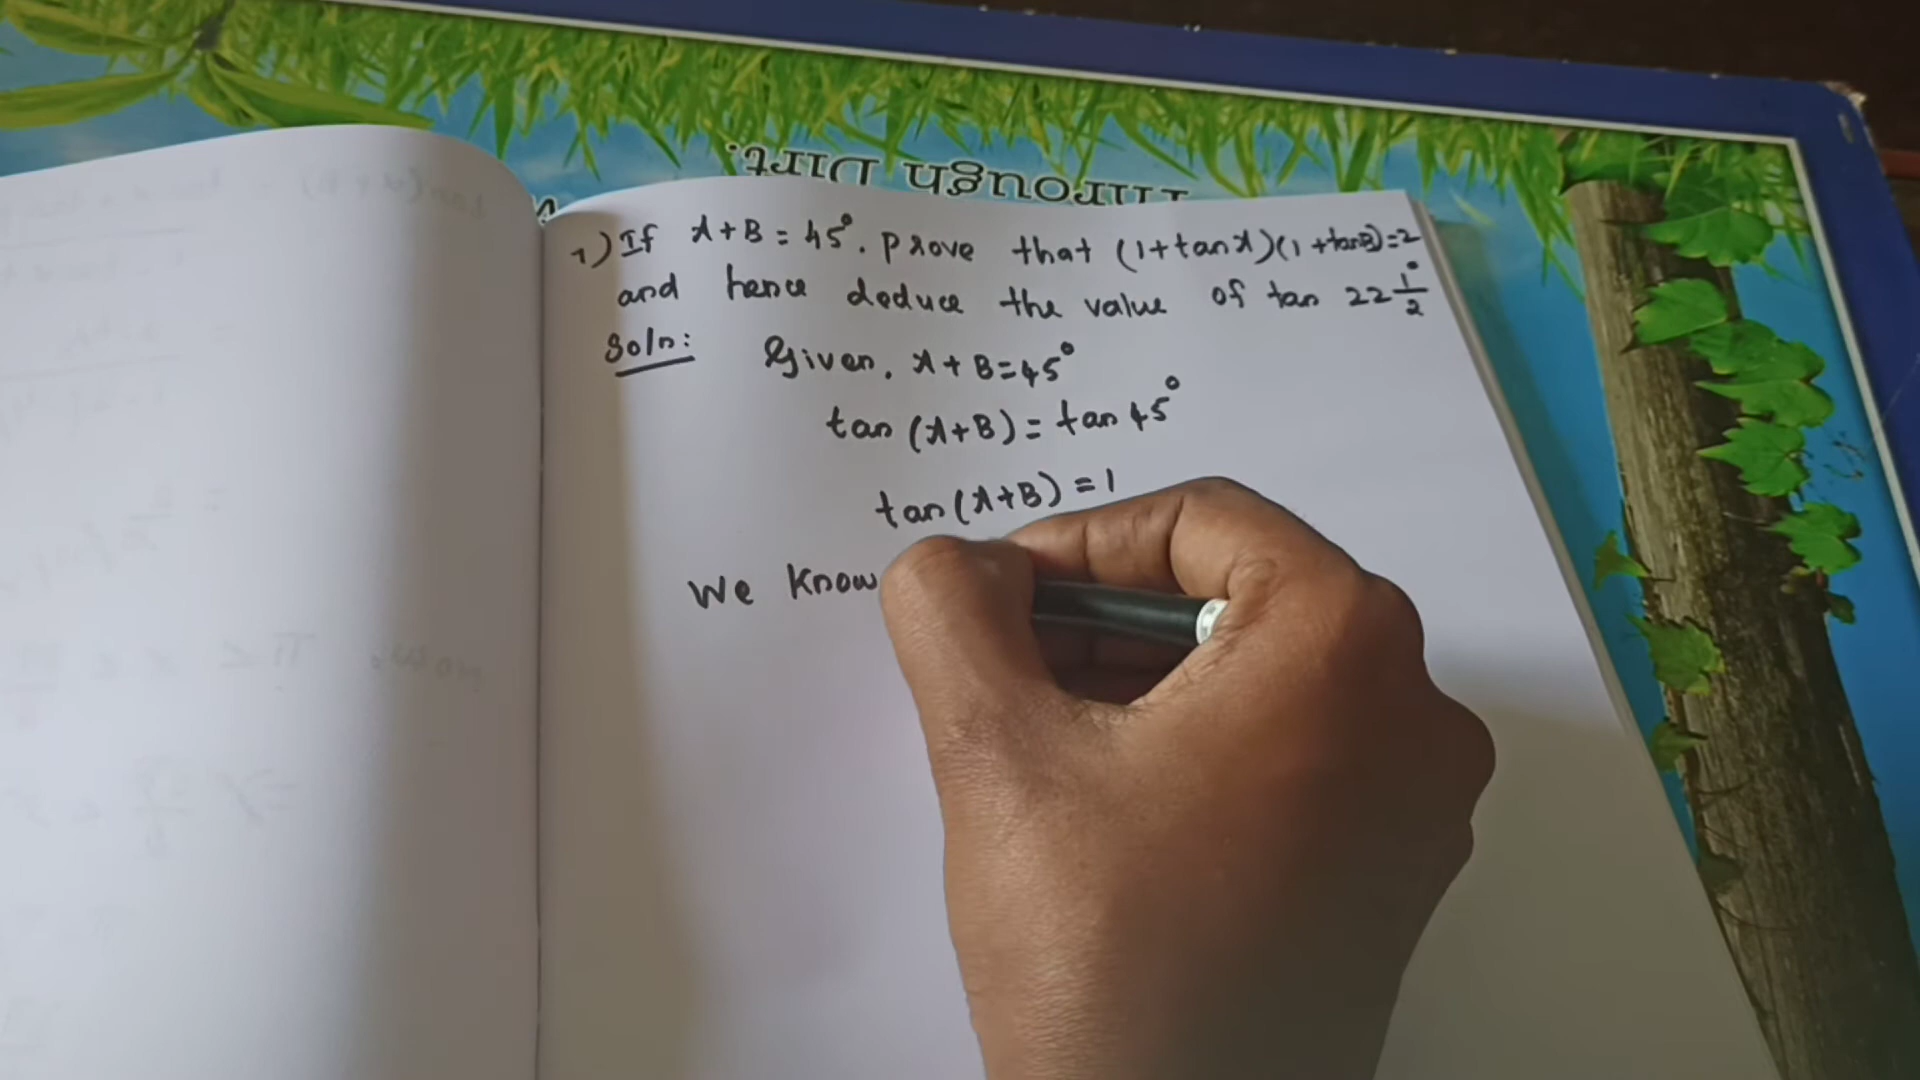 1) If A+B = 45°. Prove that (1+tanA)(1+tanB)=2
and hence deduce the value of tan 22 1/2°
Soln:
Given, A+B=45°
tan (A+B) = tan 45°
tan(A+B) = 1
We Know